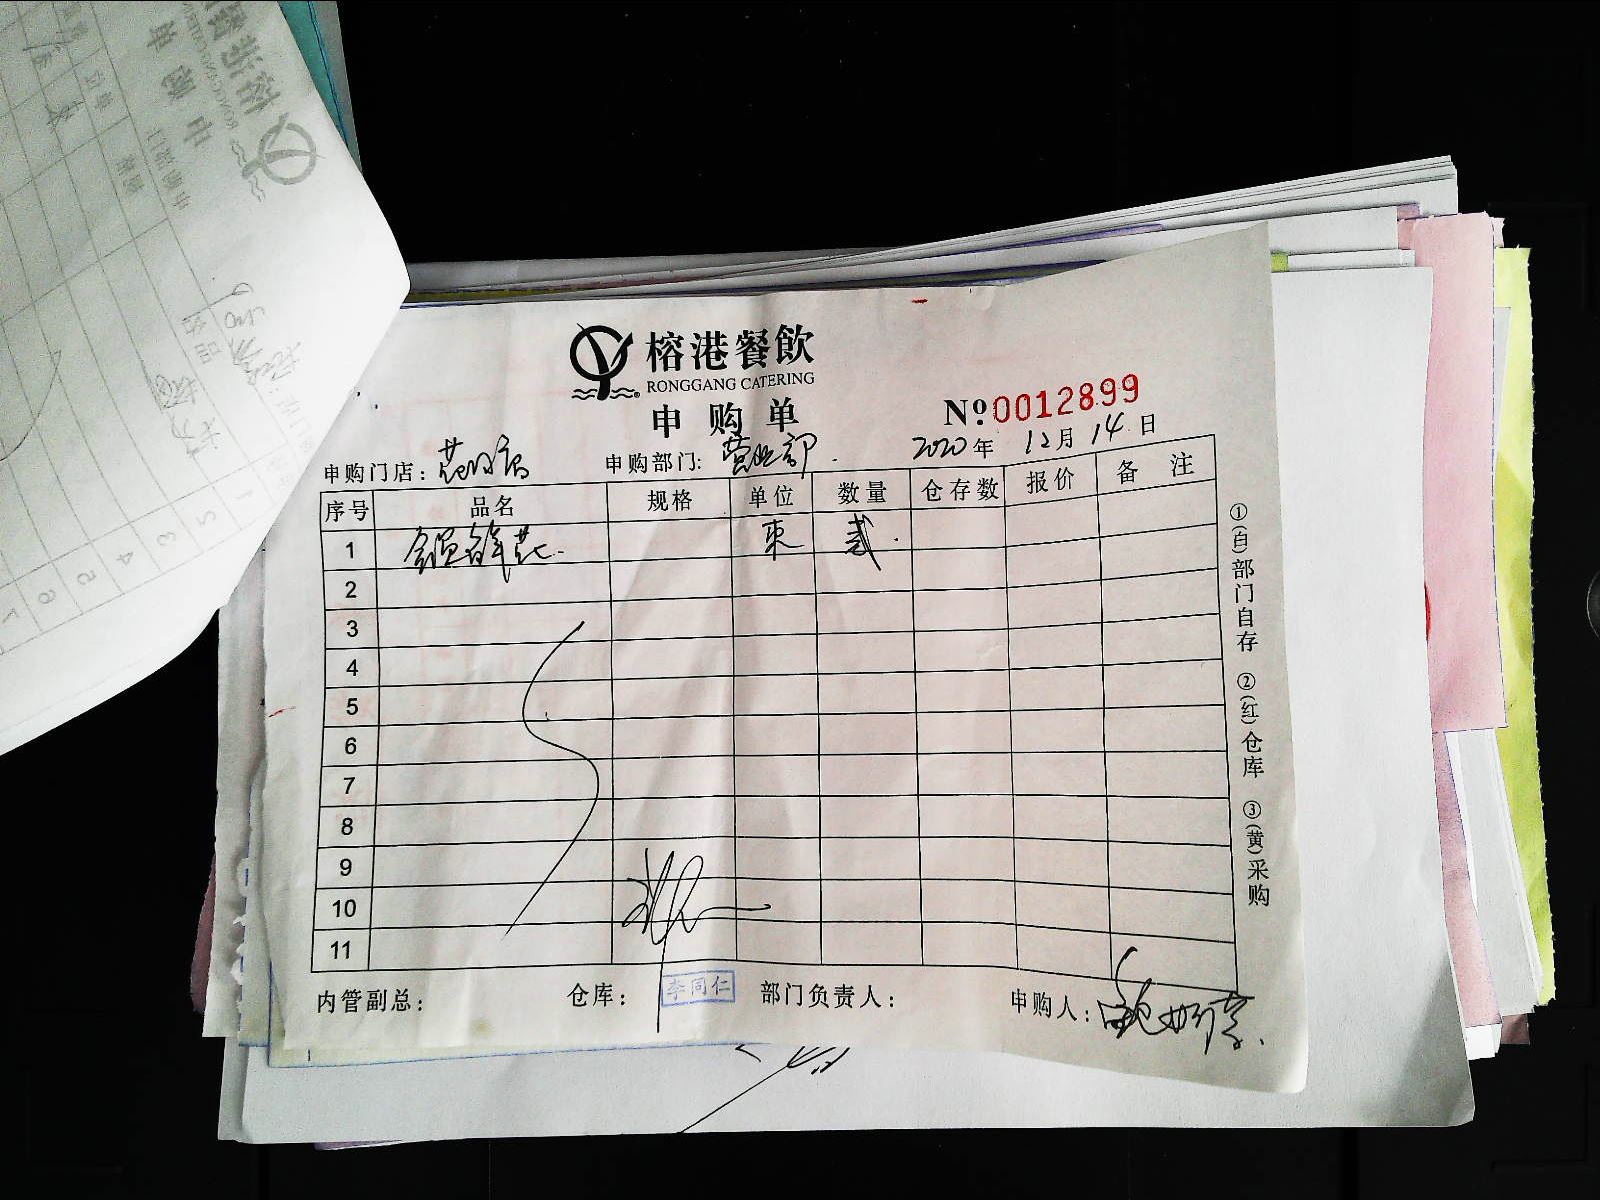 榕港餐飲
RONGGANG CATERING
申购单
№0012899
申购门店: 申购部门: 营业部. 2020年 12月 14日
序号 品名 规格 单位 数量 仓存数 报价 备注
1 束 贰.
2
3
4
5
6
7
8
9
10
11
内管副总: 仓库: 李同仁 部门负责人: 申购人:
①(白)部门自存 ②(红)仓库 ③(黄)采购